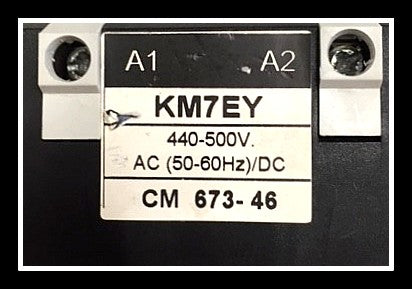 A1 A2
KM7EY
440-500V.
AC (50-60Hz)/DC
CM 673-46